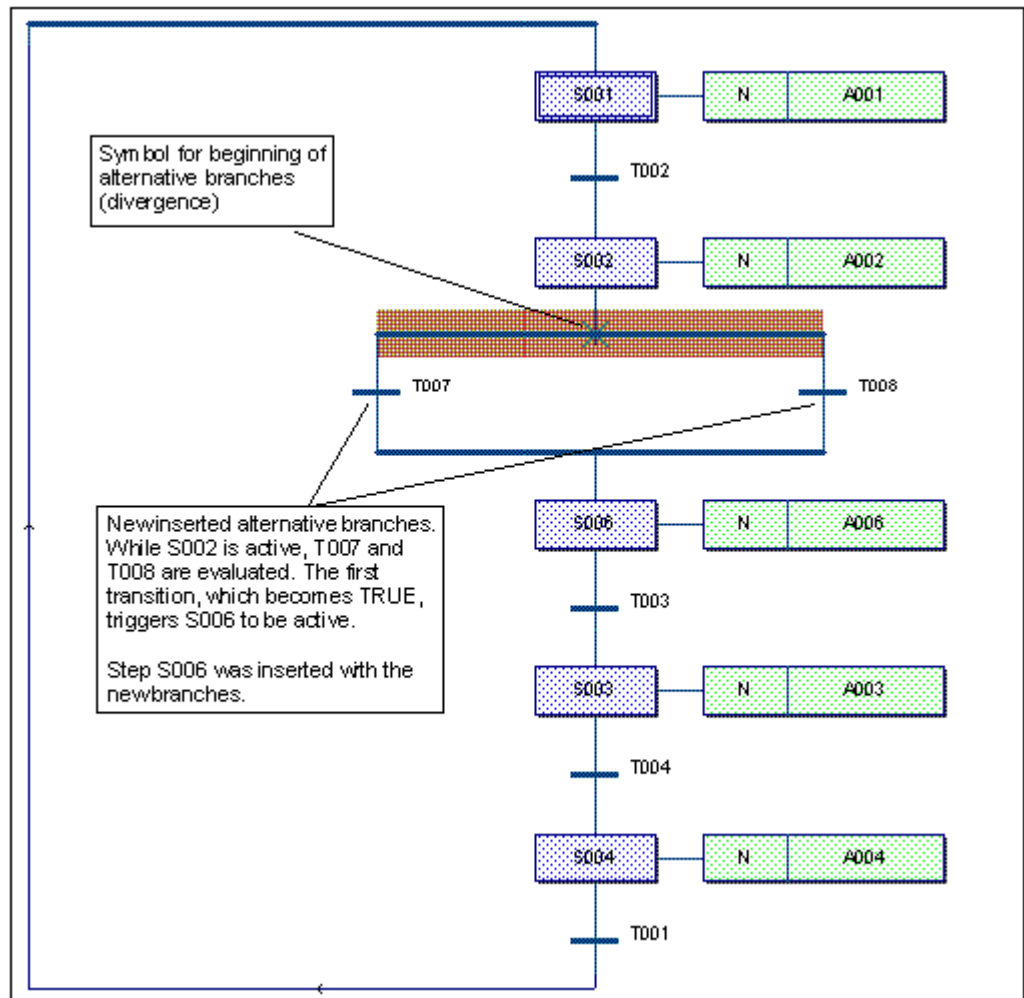 S001
N
A001
Symbol for beginning of
alternative branches
(divergence)
T002
S002
N
A002
T007
T008
Newinserted alternative branches.
While S002 is active, T007 and
T008 are evaluated. The first
transition, which becomes TRUE,
triggers S006 to be active.
Step S006 was inserted with the
newbranches.
S006
N
A006
T003
S003
N
A003
T004
S004
N
A004
T001